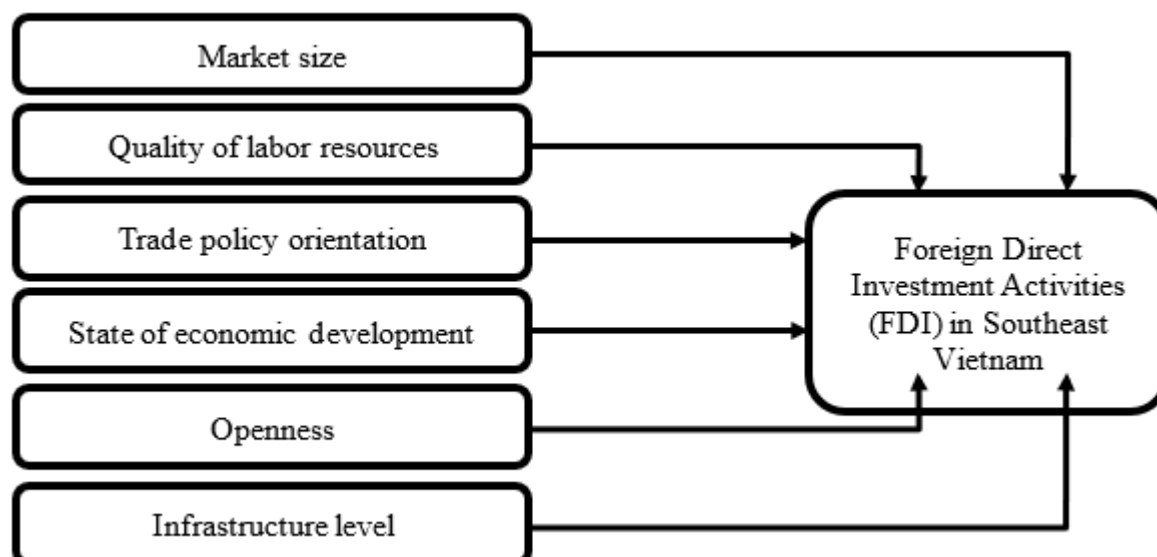 Market size
Quality of labor resources
Trade policy orientation
State of economic development
Openness
Infrastructure level
Foreign Direct
Investment Activities
(FDI) in Southeast
Vietnam